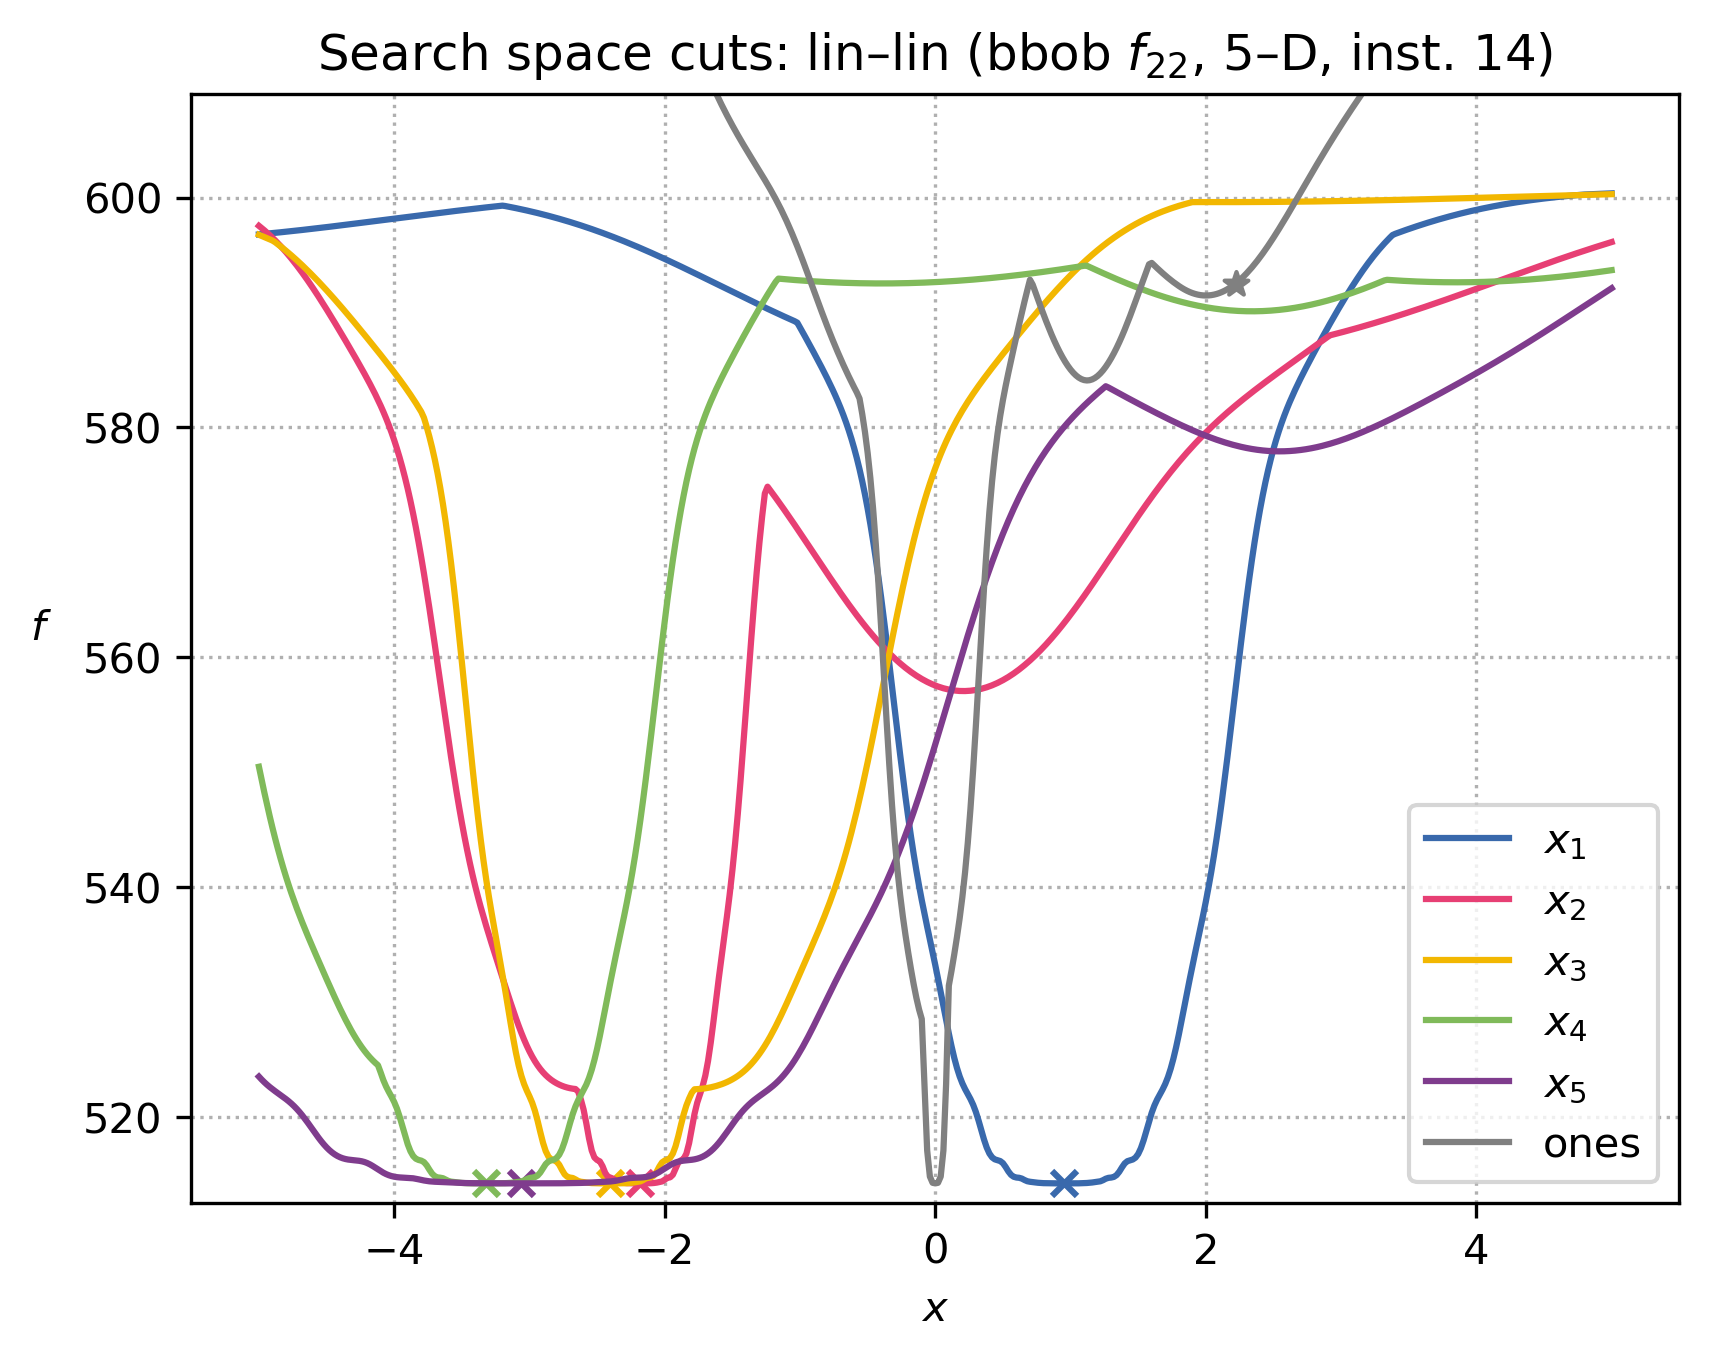 Search space cuts: lin–lin (bbob f₂₂, 5–D, inst. 14)
600
580
560
540
520
f
−4
−2
0
2
4
x
x₁
x₂
x₃
x₄
x₅
ones